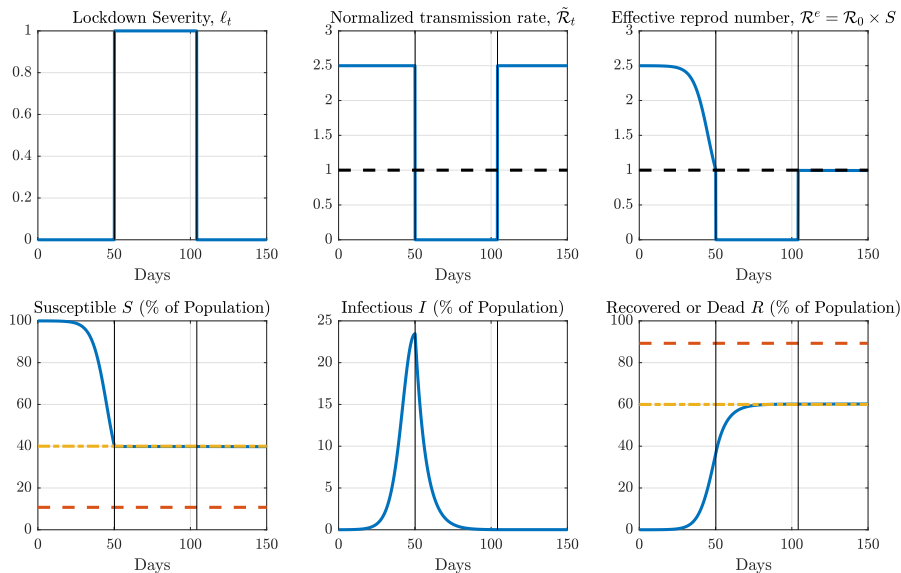 Lockdown Severity, ℓ_t
1
0.8
0.6
0.4
0.2
0
0 50 100 150
Days
Normalized transmission rate, R̃_t
3
2.5
2
1.5
1
0.5
0
0 50 100 150
Days
Effective reprod number, R^e = R_0 × S
3
2.5
2
1.5
1
0.5
0
0 50 100 150
Days
Susceptible S (% of Population)
100
80
60
40
20
0
0 50 100 150
Days
Infectious I (% of Population)
25
20
15
10
5
0
0 50 100 150
Days
Recovered or Dead R (% of Population)
100
80
60
40
20
0
0 50 100 150
Days